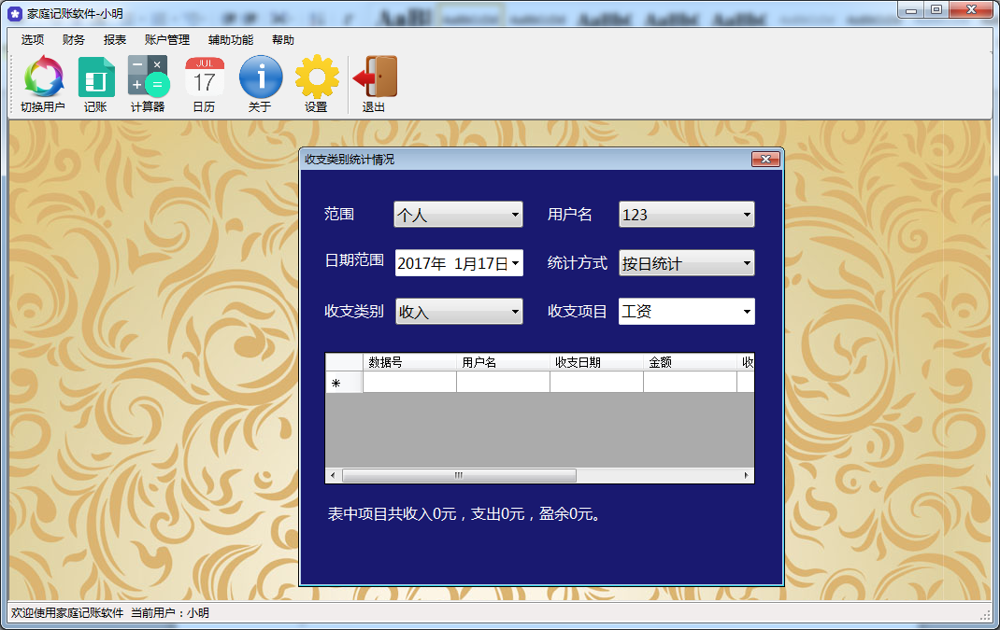 家庭记账软件-小明
选项 财务 报表 账户管理 辅助功能 帮助
JUL
17
切换用户 记账 计算器 日历 关于 设置 退出
收支类别统计情况
范围 个人 用户名 123
日期范围 2017年 1月17日 统计方式 按日统计
收支类别 收入 收支项目 工资
数据号 用户名 收支日期 金额 收
表中项目共收入0元，支出0元，盈余0元。
欢迎使用家庭记账软件 当前用户：小明